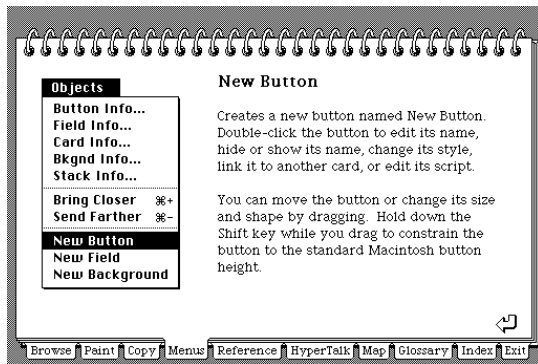 Objects
Button Info...
Field Info...
Card Info...
Bkgnd Info...
Stack Info...
Bring Closer ⌘+
Send Farther ⌘-
New Button
New Field
New Background
New Button
Creates a new button named New Button.
Double-click the button to edit its name,
hide or show its name, change its style,
link it to another card, or edit its script.
You can move the button or change its size
and shape by dragging. Hold down the
Shift key while you drag to constrain the
button to the standard Macintosh button
height.
Browse Paint Copy Menus Reference HyperTalk Map Glossary Index Exit